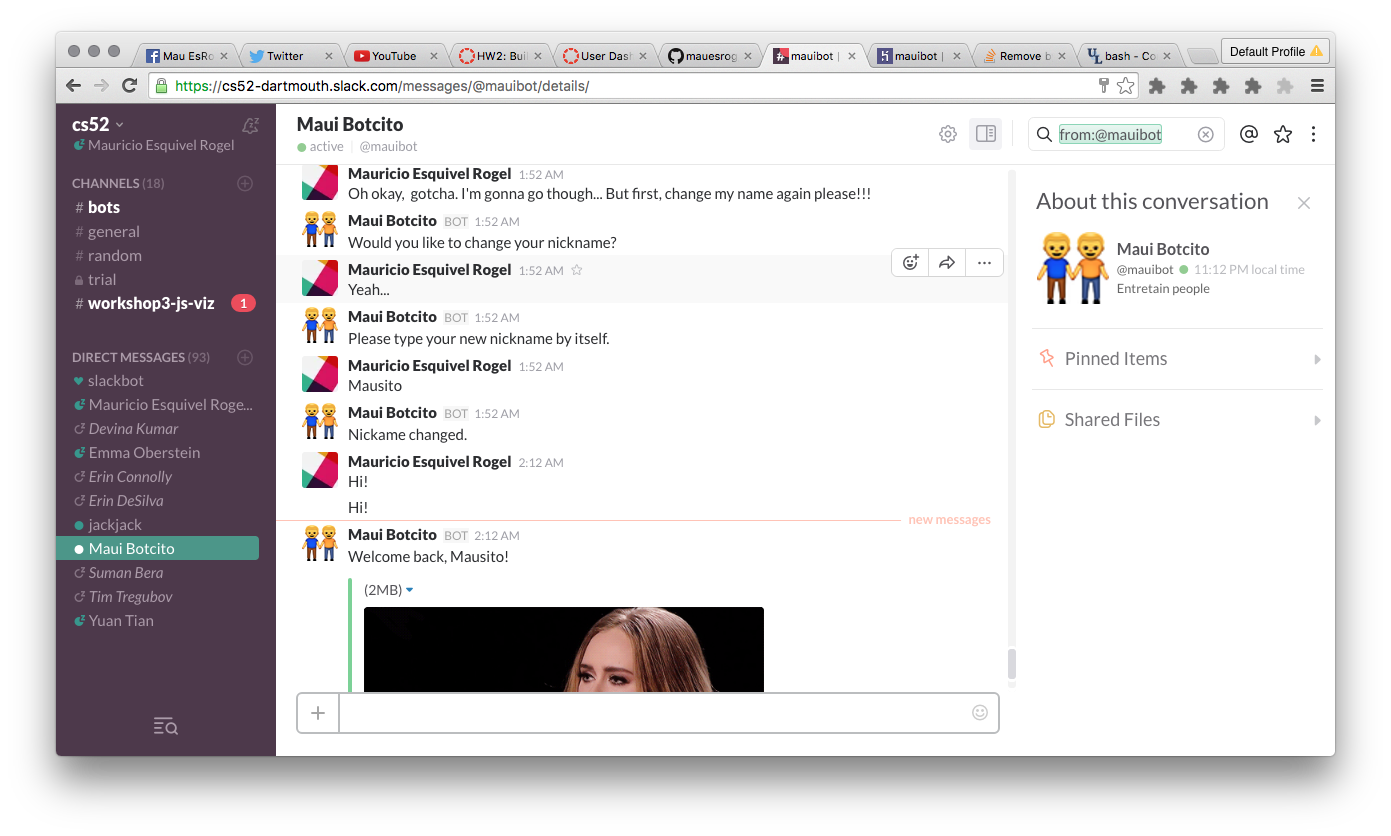 Mau EsRo
Twitter
YouTube
HW2: Buil
User Das
mauesrog
mauibot |
mauibot |
Remove b
bash - Co
Default Profile
https://cs52-dartmouth.slack.com/messages/@mauibot/details/
cs52
Mauricio Esquivel Rogel
CHANNELS (18)
# bots
# general
# random
trial
# workshop3-js-viz 1
DIRECT MESSAGES (93)
slackbot
Mauricio Esquivel Roge...
Devina Kumar
Emma Oberstein
Erin Connolly
Erin DeSilva
jackjack
Maui Botcito
Suman Bera
Tim Tregubov
Yuan Tian
Maui Botcito
active | @mauibot
from:@mauibot
Mauricio Esquivel Rogel 1:52 AM
Oh okay, gotcha. I'm gonna go though... But first, change my name again please!!!
Maui Botcito BOT 1:52 AM
Would you like to change your nickname?
Mauricio Esquivel Rogel 1:52 AM
Yeah...
Maui Botcito BOT 1:52 AM
Please type your new nickname by itself.
Mauricio Esquivel Rogel 1:52 AM
Mausito
Maui Botcito BOT 1:52 AM
Nickame changed.
Mauricio Esquivel Rogel 2:12 AM
Hi!
Hi!
new messages
Maui Botcito BOT 2:12 AM
Welcome back, Mausito!
(2MB)
About this conversation
Maui Botcito
@mauibot 11:12 PM local time
Entretain people
Pinned Items
Shared Files